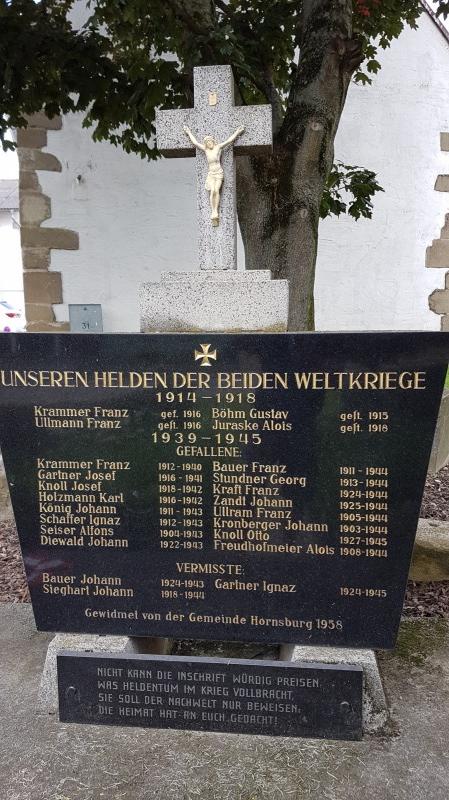 31
UNSEREN HELDEN DER BEIDEN WELTKRIEGE
1914-1918
Krammer Franz gef. 1916 Böhm Gustav gest. 1915
Ullmann Franz gest. 1916 Juraske Alois gest. 1918
1939-1945
GEFALLENE:
Krammer Franz 1912-1940 Bauer Franz 1911-1944
Gartner Josef 1916-1941 Stundner Georg 1913-1944
Knoll Josef 1918-1942 Kraft Franz 1924-1944
Holzmann Karl 1910-1942 Zandt Johann 1925-1944
König Johann 1911-1943 Ullram Franz 1905-1944
Schaffer Ignaz 1912-1943 Kronberger Johann 1903-1944
Seiser Alfons 1904-1943 Knoll Otto 1927-1945
Diewald Johann 1922-1943 Freudhofmeier Alois 1908-1944
VERMISSTE:
Bauer Johann 1924-1943 Gartner Ignaz 1924-1945
Sieghart Johann 1918-1944
Gewidmet von der Gemeinde Hornsburg 1958
NICHT KANN DIE INSCHRIFT WÜRDIG PREISEN,
WAS HELDENTUM IM KRIEG VOLLBRACHT,
SIE SOLL DER NACHWELT NUR BEWEISEN,
DIE HEIMAT HAT AN EUCH GEDACHT!